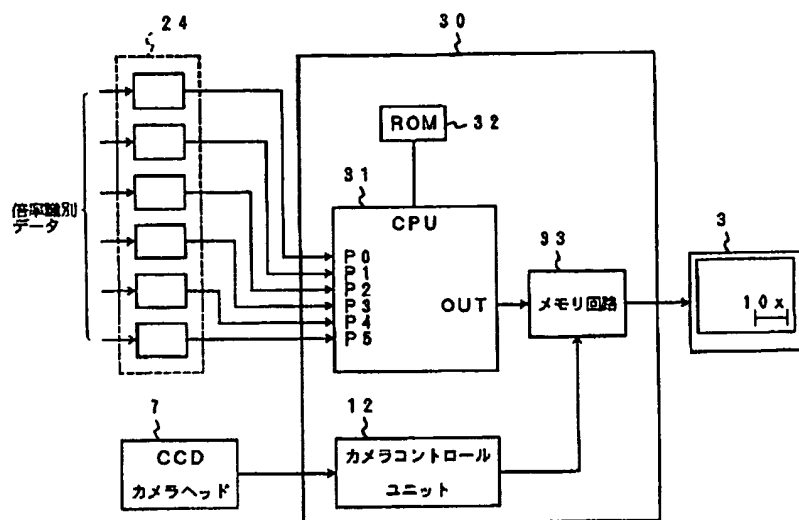 24
30
ROM
32
31
CPU
倍率識別
データ
P0
P1
P2
P3
P4
P5
OUT
93
メモリ回路
3
10x
7
CCD
カメラヘッド
12
カメラコントロール
ユニット